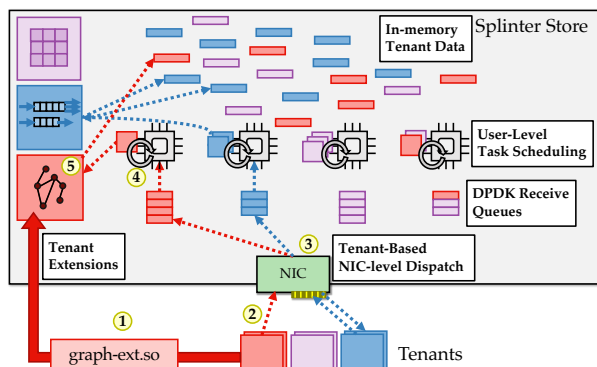 Splinter Store
In-memory
Tenant Data
User-Level
Task Scheduling
5
4
DPDK Receive
Queues
3
Tenant-Based
NIC-level Dispatch
Tenant
Extensions
NIC
1
2
graph-ext.so
Tenants